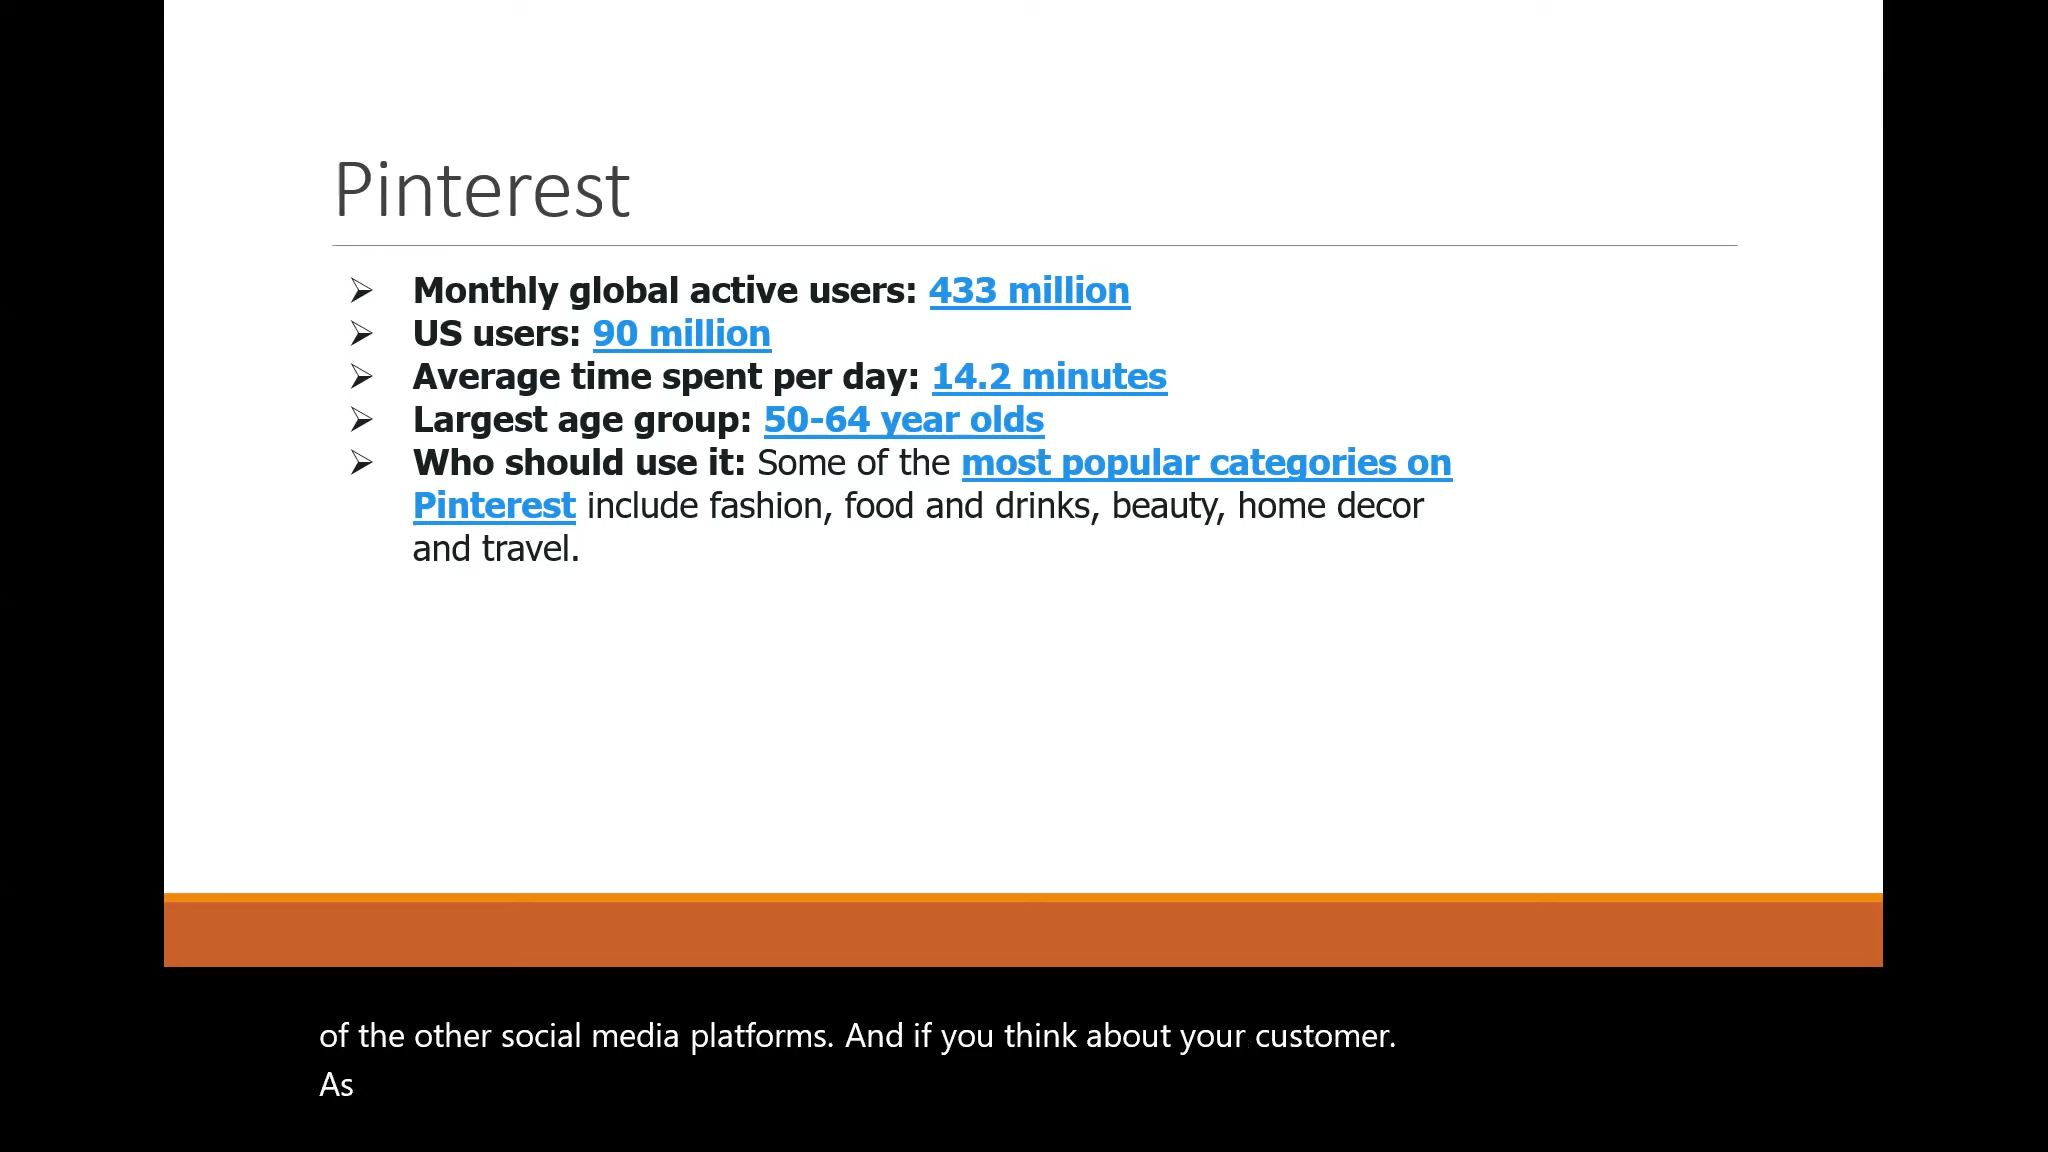 Pinterest
➢ Monthly global active users: 433 million
➢ US users: 90 million
➢ Average time spent per day: 14.2 minutes
➢ Largest age group: 50-64 year olds
➢ Who should use it: Some of the most popular categories on
Pinterest include fashion, food and drinks, beauty, home decor
and travel.
of the other social media platforms. And if you think about your customer.
As